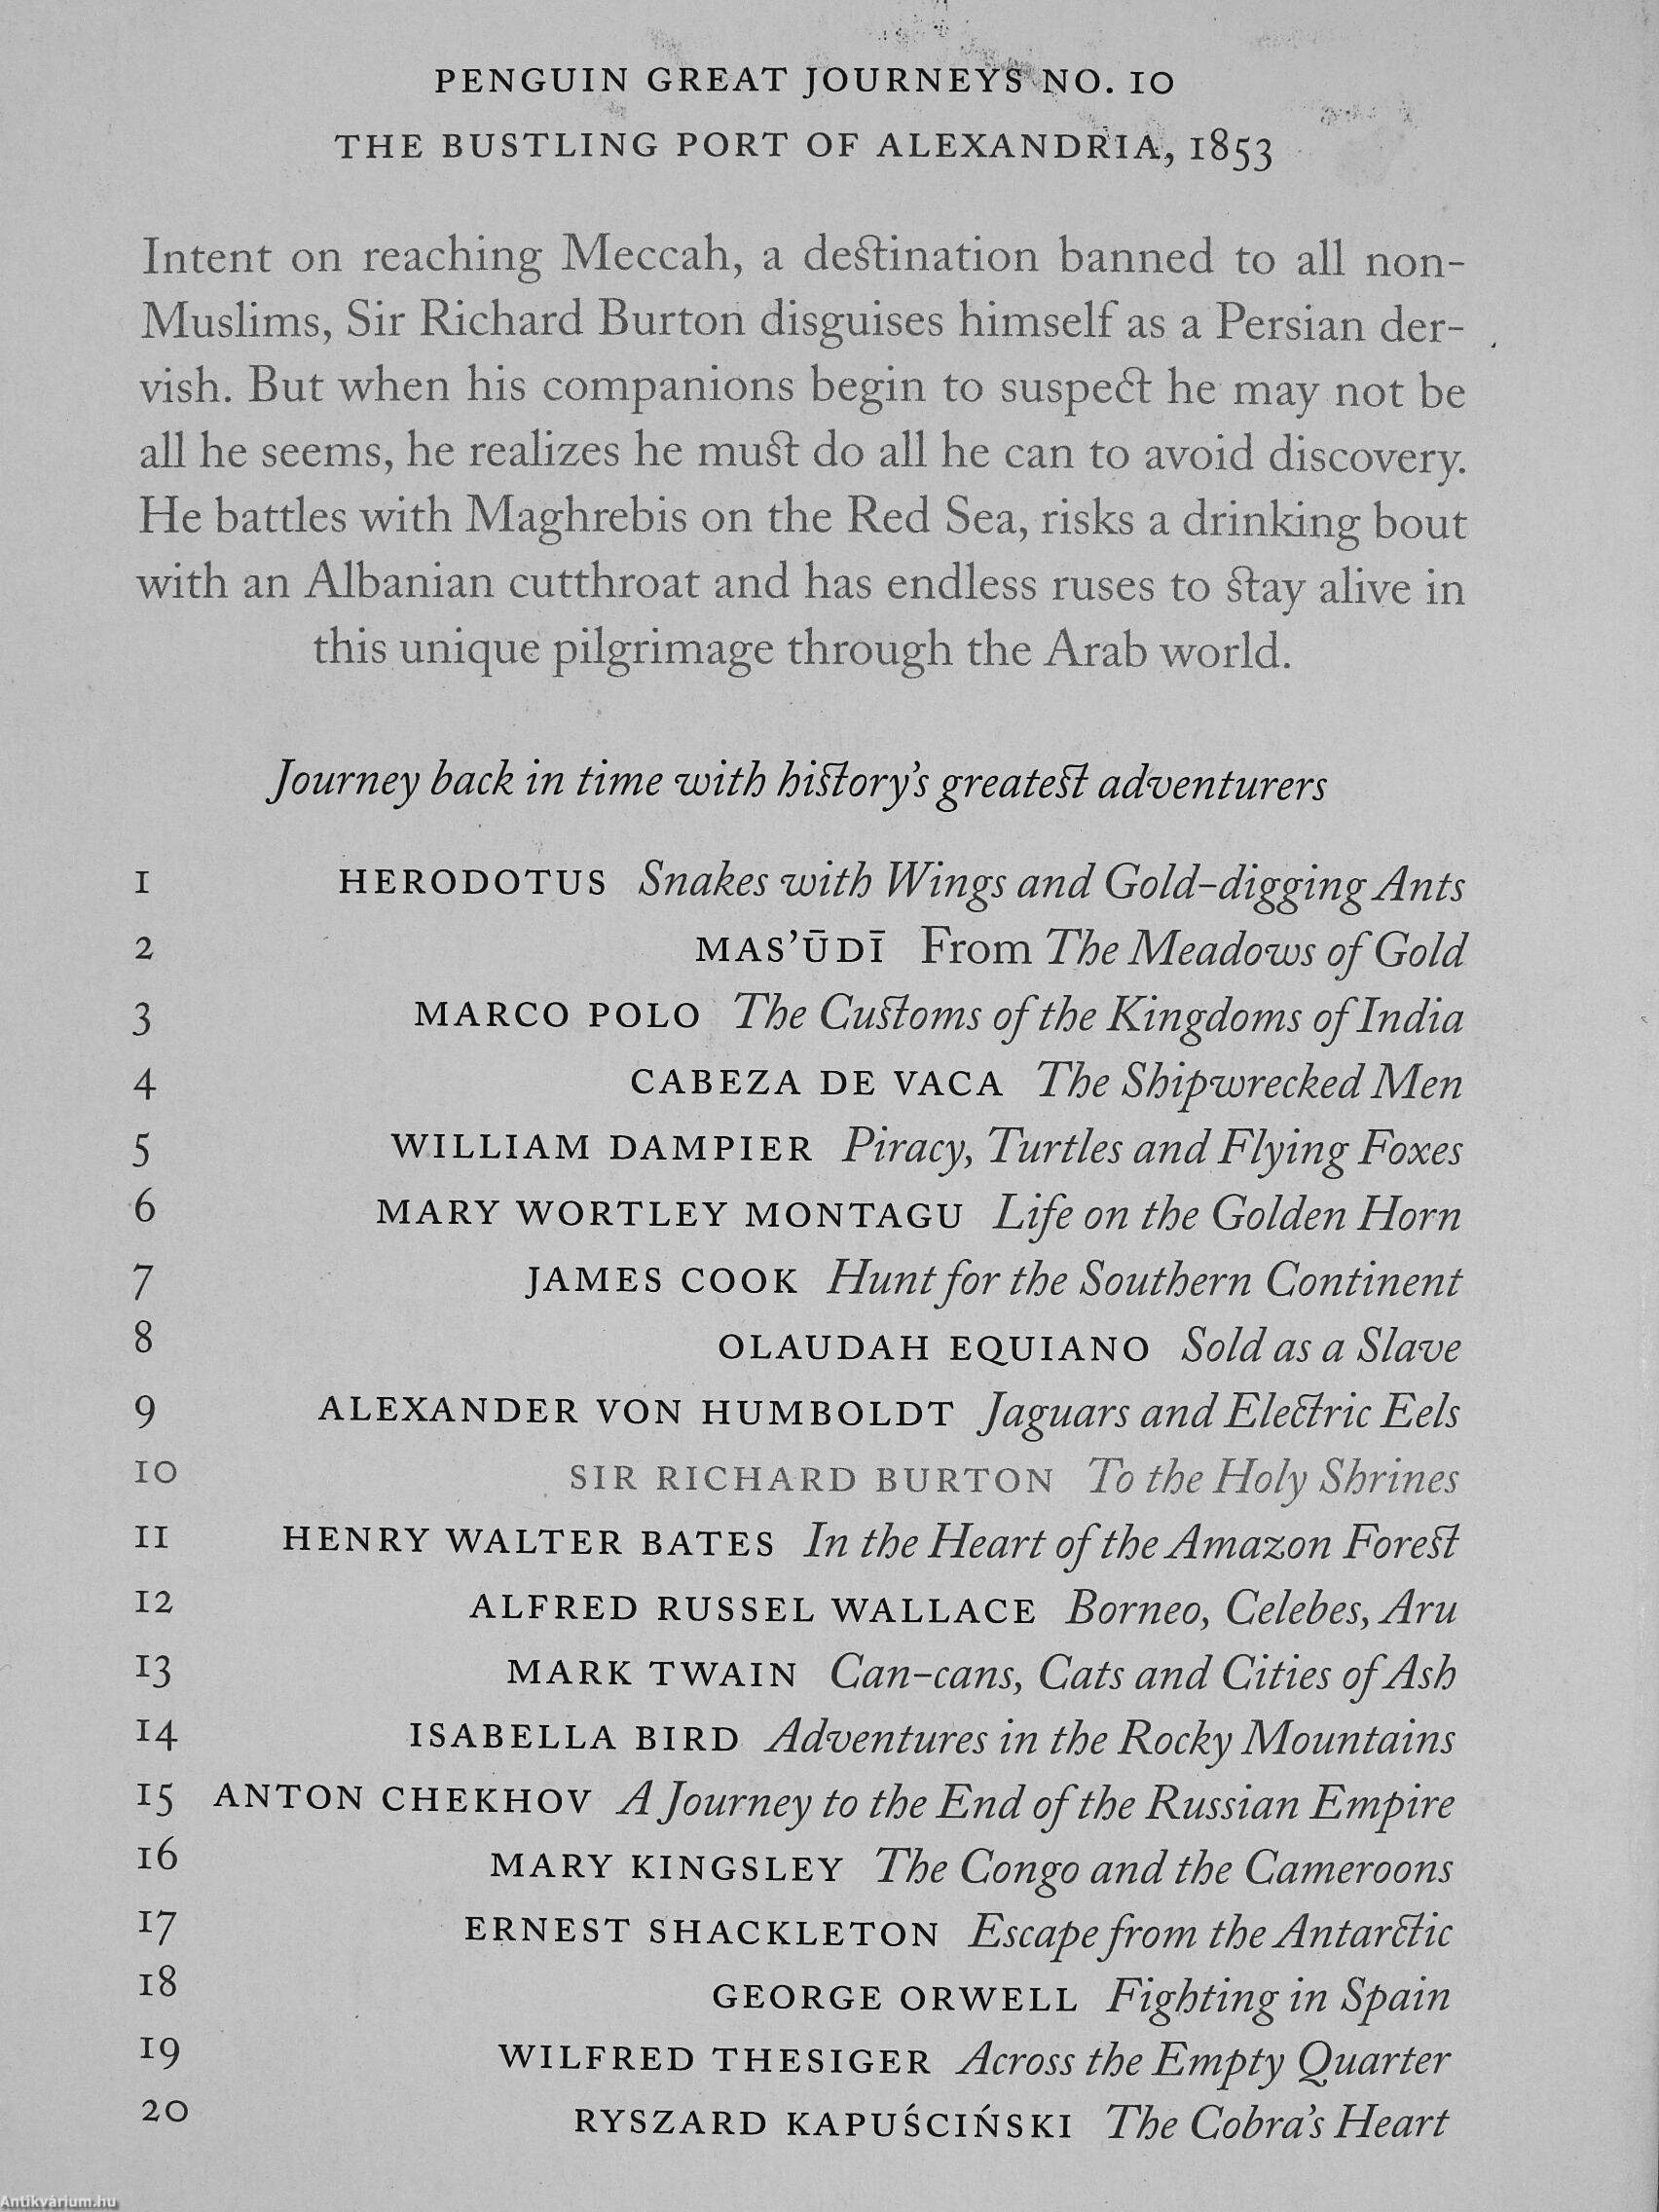 PENGUIN GREAT JOURNEYS NO. 10
THE BUSTLING PORT OF ALEXANDRIA, 1853
Intent on reaching Meccah, a destination banned to all non-
Muslims, Sir Richard Burton disguises himself as a Persian der-
vish. But when his companions begin to suspect he may not be
all he seems, he realizes he must do all he can to avoid discovery.
He battles with Maghrebis on the Red Sea, risks a drinking bout
with an Albanian cutthroat and has endless ruses to stay alive in
this unique pilgrimage through the Arab world.
Journey back in time with history's greatest adventurers
1 HERODOTUS Snakes with Wings and Gold-digging Ants
2 MAS'ŪDĪ From The Meadows of Gold
3 MARCO POLO The Customs of the Kingdoms of India
4 CABEZA DE VACA The Shipwrecked Men
5 WILLIAM DAMPIER Piracy, Turtles and Flying Foxes
6 MARY WORTLEY MONTAGU Life on the Golden Horn
7 JAMES COOK Hunt for the Southern Continent
8 OLAUDAH EQUIANO Sold as a Slave
9 ALEXANDER VON HUMBOLDT Jaguars and Electric Eels
10 SIR RICHARD BURTON To the Holy Shrines
11 HENRY WALTER BATES In the Heart of the Amazon Forest
12 ALFRED RUSSEL WALLACE Borneo, Celebes, Aru
13 MARK TWAIN Can-cans, Cats and Cities of Ash
14 ISABELLA BIRD Adventures in the Rocky Mountains
15 ANTON CHEKHOV A Journey to the End of the Russian Empire
16 MARY KINGSLEY The Congo and the Cameroons
17 ERNEST SHACKLETON Escape from the Antarctic
18 GEORGE ORWELL Fighting in Spain
19 WILFRED THESIGER Across the Empty Quarter
20 RYSZARD KAPUŚCIŃSKI The Cobra's Heart
Antikvárium.hu